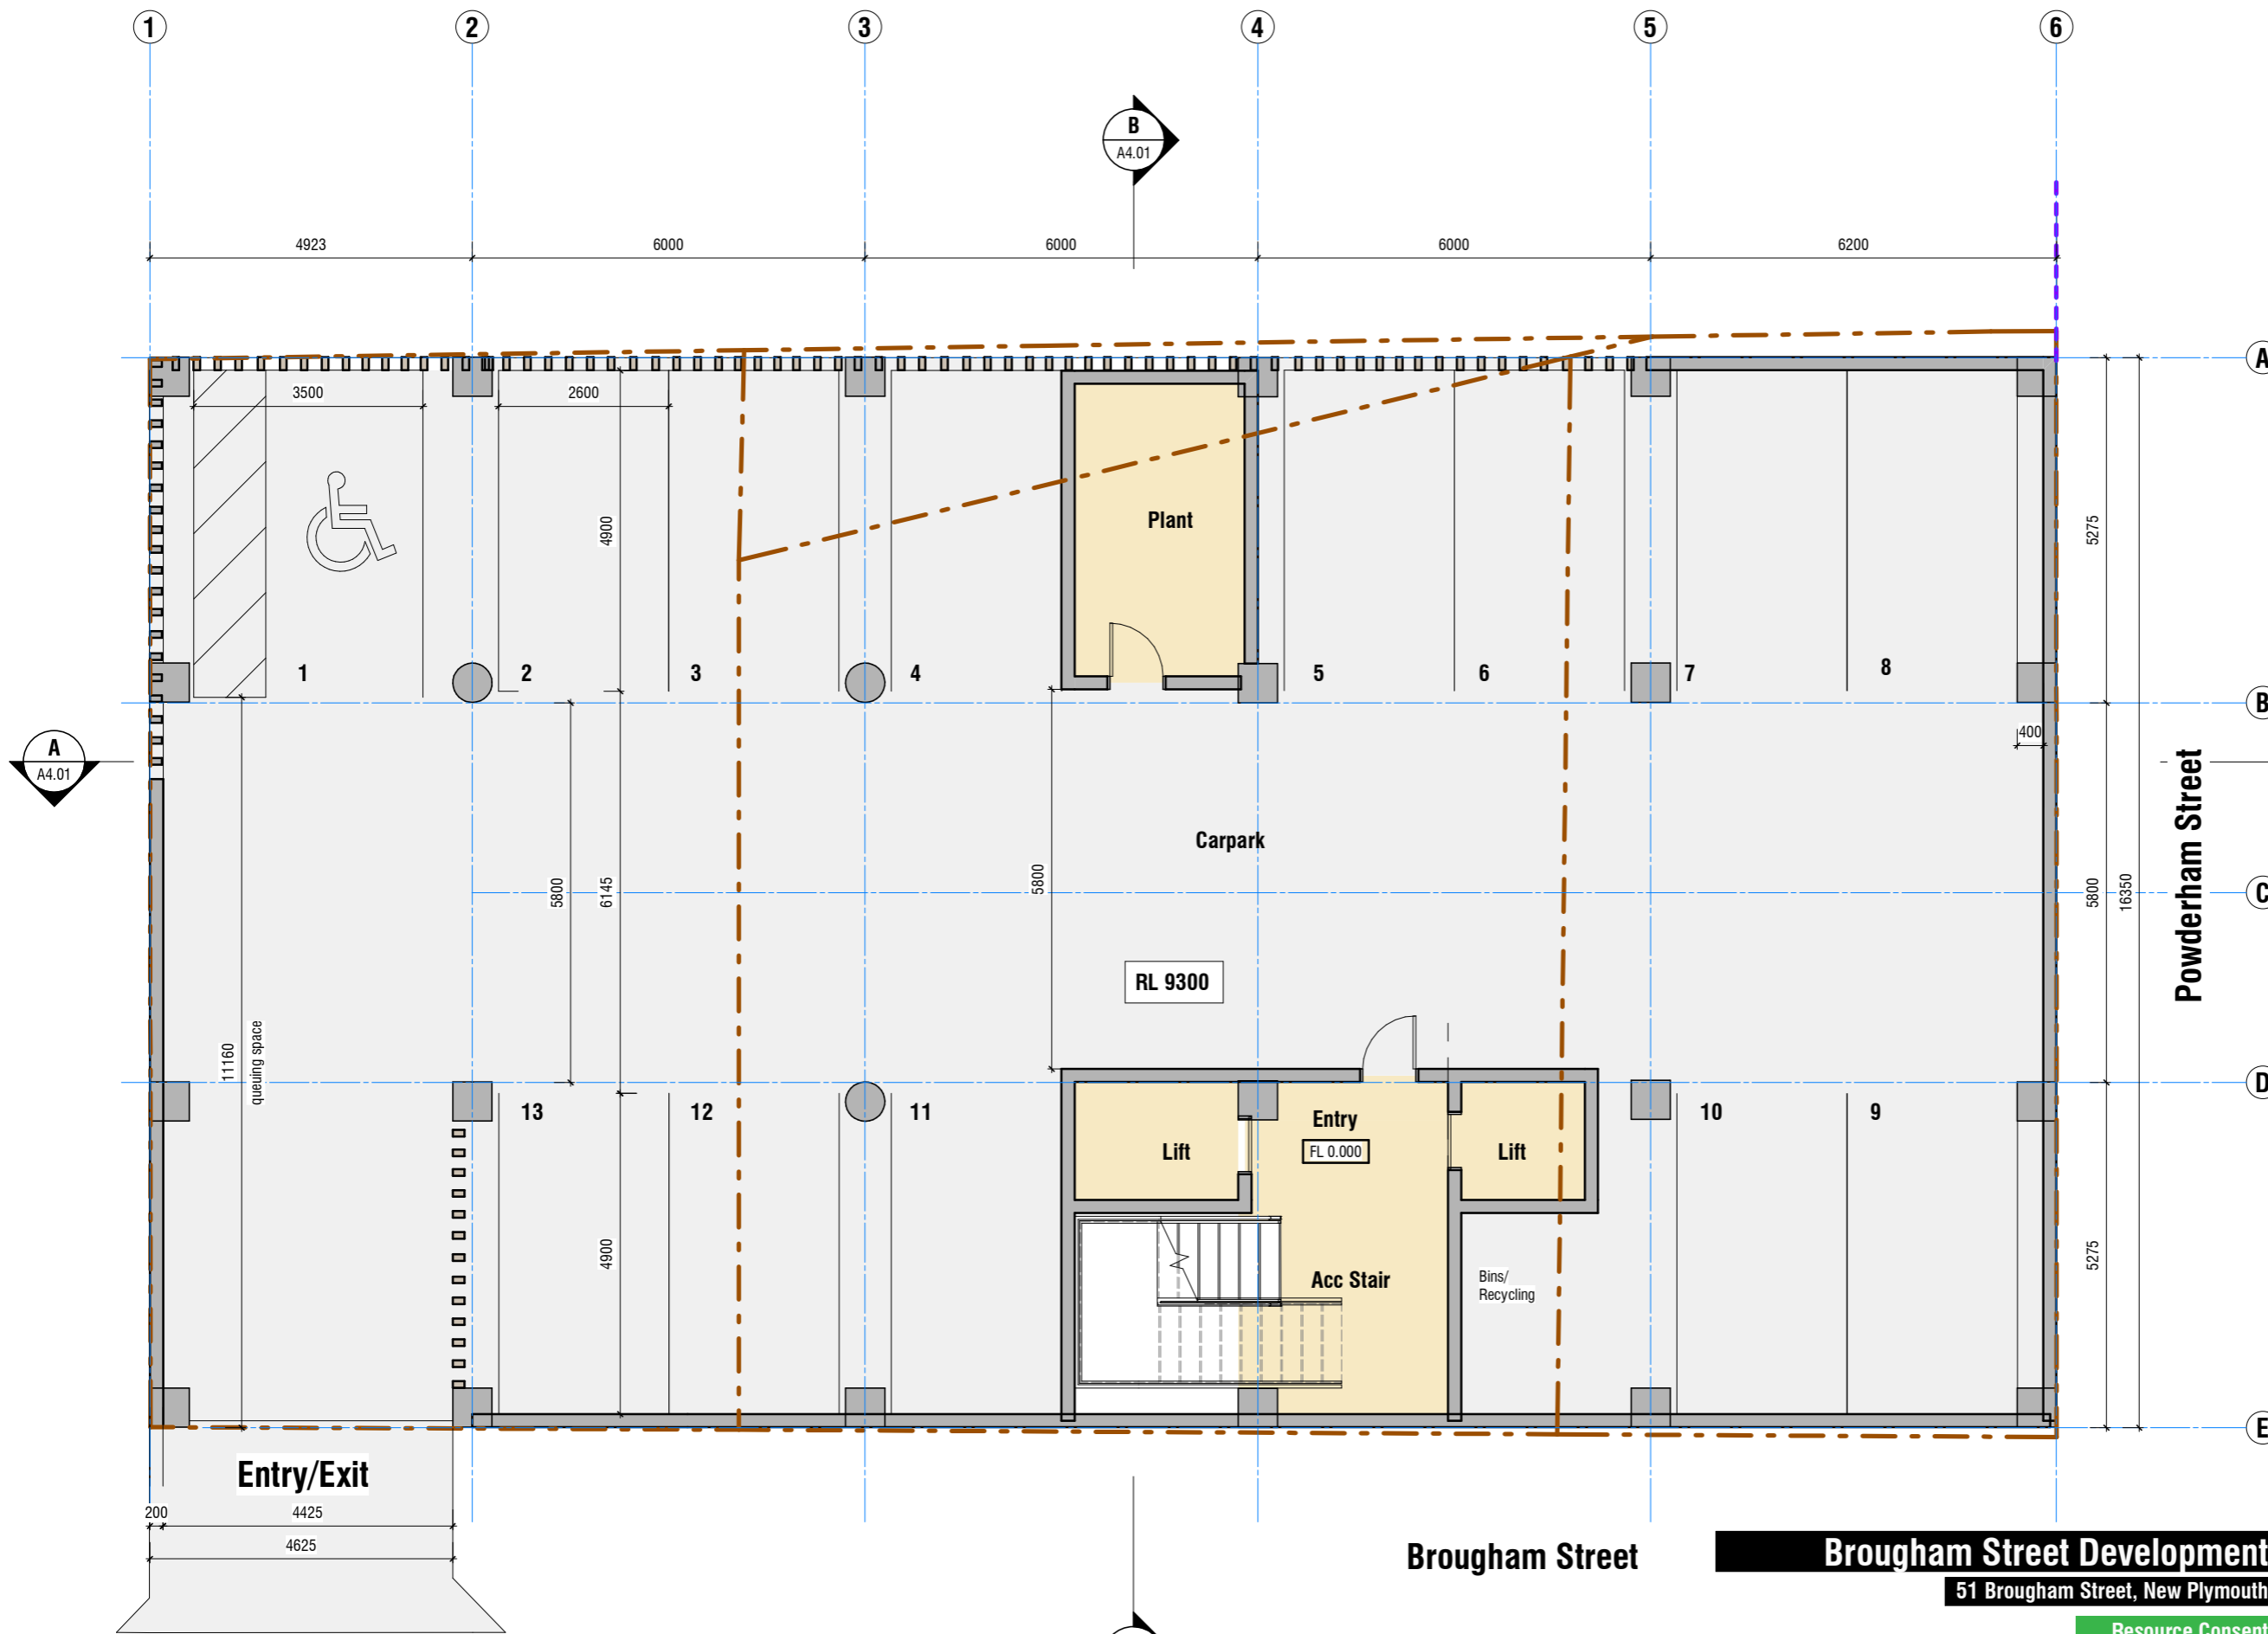 1 2 3 4 5 6
B
A4.01
4923 6000 6000 6000 6200
A
3500 2600
4900
Plant
5275
1 2 3 4 5 6 7 8
B
400
A
A4.01
Powderham Street
Carpark
5800 6145 5800 5800 16350
C
RL 9300
11160
queuing space
D
13 12 11 Entry 10 9
FL 0.000
Lift Lift
4900
Acc Stair
Bins/
Recycling
5275
E
Entry/Exit
200 4425
4625
Brougham Street
Brougham Street Development
51 Brougham Street, New Plymouth
Resource Consent